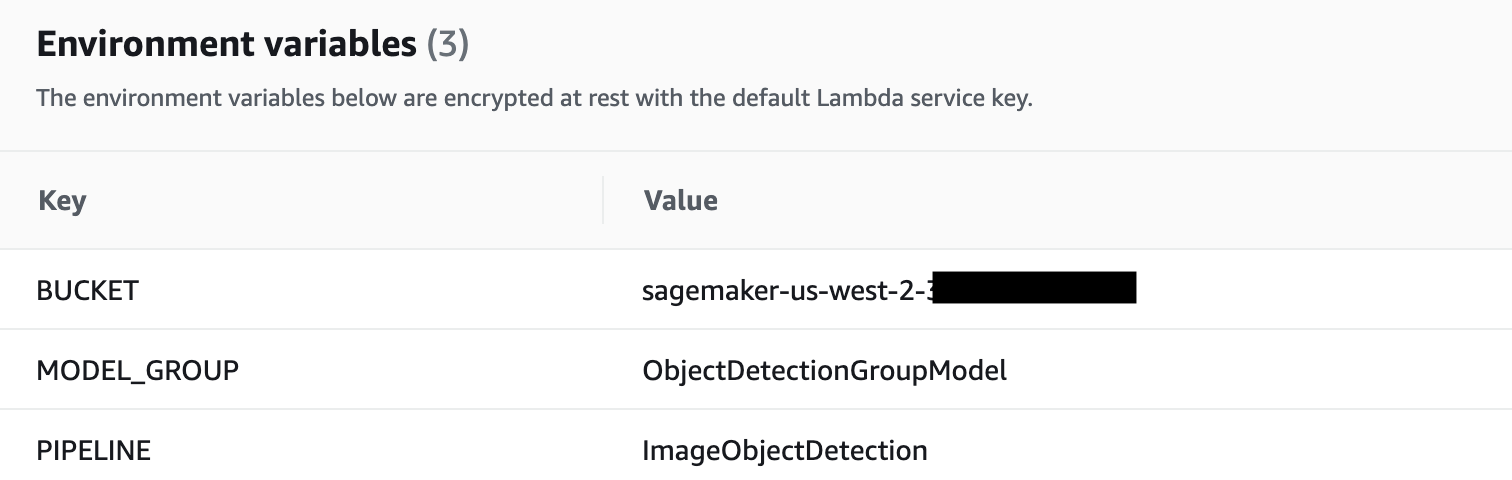 Environment variables (3)
The environment variables below are encrypted at rest with the default Lambda service key.
Key Value
BUCKET sagemaker-us-west-2-
MODEL_GROUP ObjectDetectionGroupModel
PIPELINE ImageObjectDetection